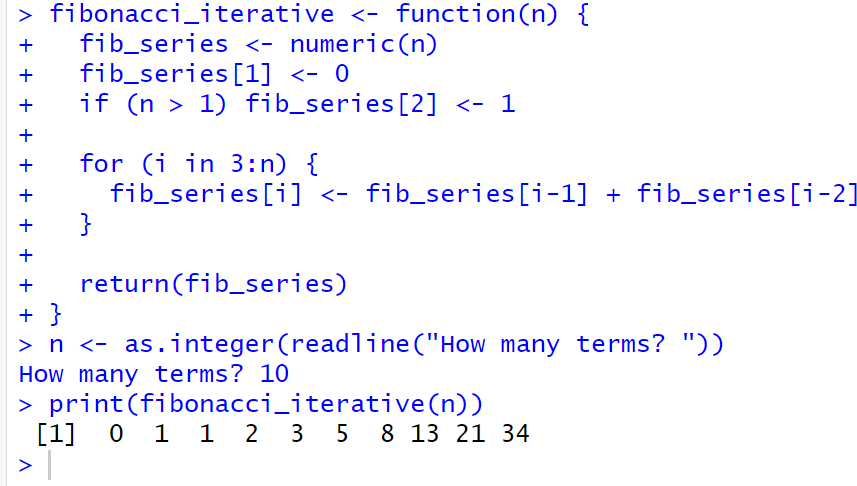 > fibonacci_iterative <- function(n) {
+   fib_series <- numeric(n)
+   fib_series[1] <- 0
+   if (n > 1) fib_series[2] <- 1
+
+   for (i in 3:n) {
+     fib_series[i] <- fib_series[i-1] + fib_series[i-2]
+   }
+
+   return(fib_series)
+ }
> n <- as.integer(readline("How many terms? "))
How many terms? 10
> print(fibonacci_iterative(n))
 [1]  0  1  1  2  3  5  8 13 21 34
>